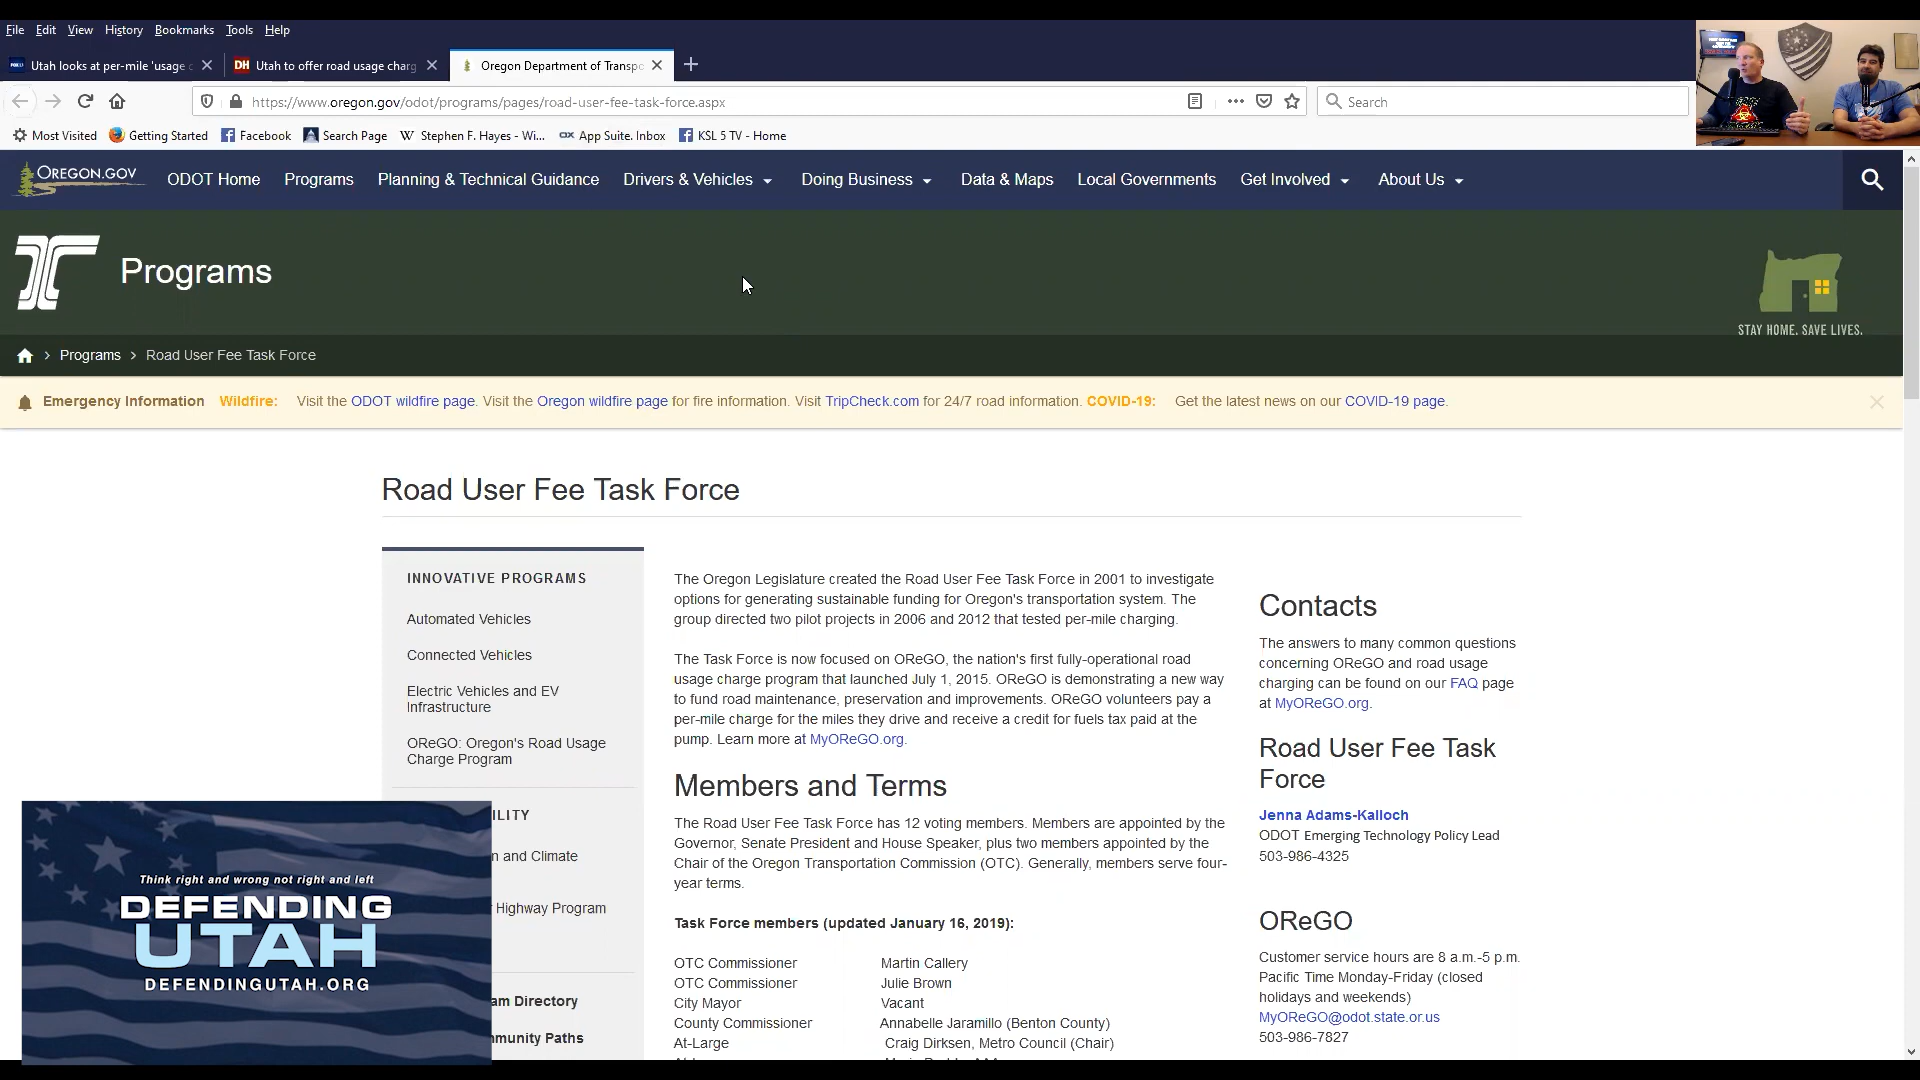 File Edit View History Bookmarks Tools Help
Utah looks at per-mile 'usage c
DH Utah to offer road usage charg
Oregon Department of Transpo
https://www.oregon.gov/odot/programs/pages/road-user-fee-task-force.aspx
Search
Most Visited Getting Started Facebook Search Page Stephen F. Hayes - Wi... App Suite. Inbox KSL 5 TV - Home
OREGON.GOV
ODOT Home Programs Planning & Technical Guidance Drivers & Vehicles Doing Business Data & Maps Local Governments Get Involved About Us
Programs
STAY HOME. SAVE LIVES.
Programs > Road User Fee Task Force
Emergency Information Wildfire: Visit the ODOT wildfire page. Visit the Oregon wildfire page for fire information. Visit TripCheck.com for 24/7 road information. COVID-19: Get the latest news on our COVID-19 page.
Road User Fee Task Force
INNOVATIVE PROGRAMS
Automated Vehicles
Connected Vehicles
Electric Vehicles and EV
Infrastructure
OReGO: Oregon's Road Usage
Charge Program
ILITY
n and Climate
Highway Program
am Directory
munity Paths
The Oregon Legislature created the Road User Fee Task Force in 2001 to investigate
options for generating sustainable funding for Oregon's transportation system. The
group directed two pilot projects in 2006 and 2012 that tested per-mile charging.
The Task Force is now focused on OReGO, the nation's first fully-operational road
usage charge program that launched July 1, 2015. OReGO is demonstrating a new way
to fund road maintenance, preservation and improvements. OReGO volunteers pay a
per-mile charge for the miles they drive and receive a credit for fuels tax paid at the
pump. Learn more at MyOReGO.org.
Members and Terms
The Road User Fee Task Force has 12 voting members. Members are appointed by the
Governor, Senate President and House Speaker, plus two members appointed by the
Chair of the Oregon Transportation Commission (OTC). Generally, members serve four-
year terms.
Task Force members (updated January 16, 2019):
OTC Commissioner Martin Callery
OTC Commissioner Julie Brown
City Mayor Vacant
County Commissioner Annabelle Jaramillo (Benton County)
At-Large Craig Dirksen, Metro Council (Chair)
Contacts
The answers to many common questions
concerning OReGO and road usage
charging can be found on our FAQ page
at MyOReGO.org.
Road User Fee Task
Force
Jenna Adams-Kalloch
ODOT Emerging Technology Policy Lead
503-986-4325
OReGO
Customer service hours are 8 a.m.-5 p.m.
Pacific Time Monday-Friday (closed
holidays and weekends)
MyOReGO@odot.state.or.us
503-986-7827
Think right and wrong not right and left
DEFENDING
UTAH
DEFENDINGUTAH.ORG